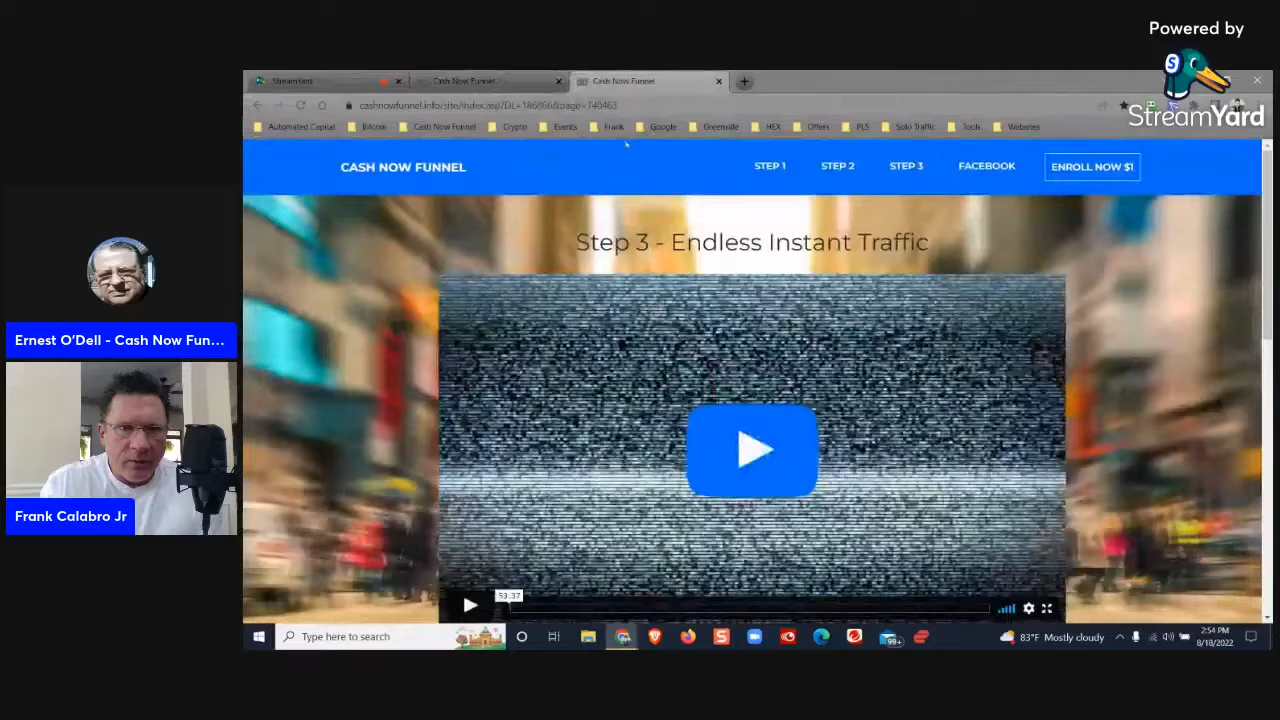 Powered by
StreamYard
StreamYard
Cash Now Funnel
Cash Now Funnel
cashnowfunnel.info/site/index.asp?DL=186866&page=740463
Automated Capital Bitcoin Cash Now Funnel Crypto Events Frank Google Greenville HEX Offers PLS Solo Traffic Tools Websites
CASH NOW FUNNEL
STEP 1 STEP 2 STEP 3 FACEBOOK ENROLL NOW $1
Step 3 - Endless Instant Traffic
Ernest O'Dell - Cash Now Fun...
Frank Calabro Jr
53:37
Type here to search
99+
83°F Mostly cloudy
2:54 PM
8/18/2022